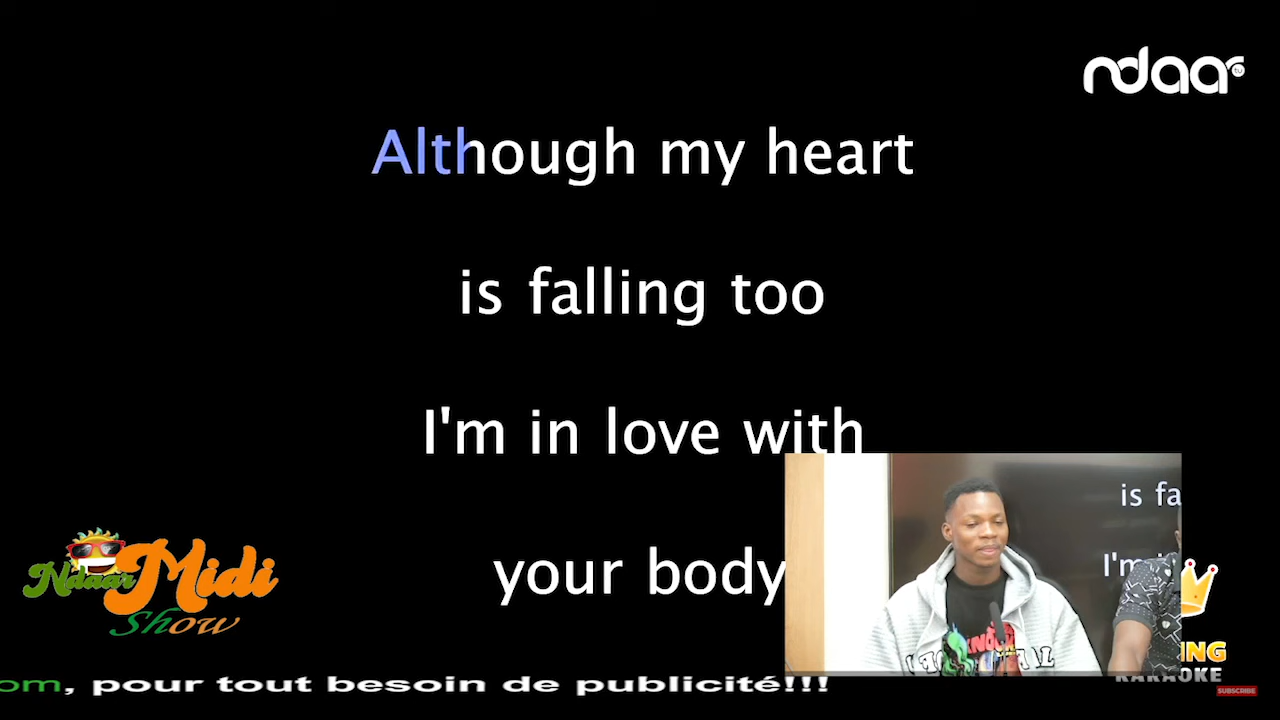 ndaar tv
Although my heart
is falling too
I'm in love with
your body
is fa
I'm i
Ndaar Midi
Show
ING
KARAOKE
SUBSCRIBE
om, pour tout besoin de publicité!!!